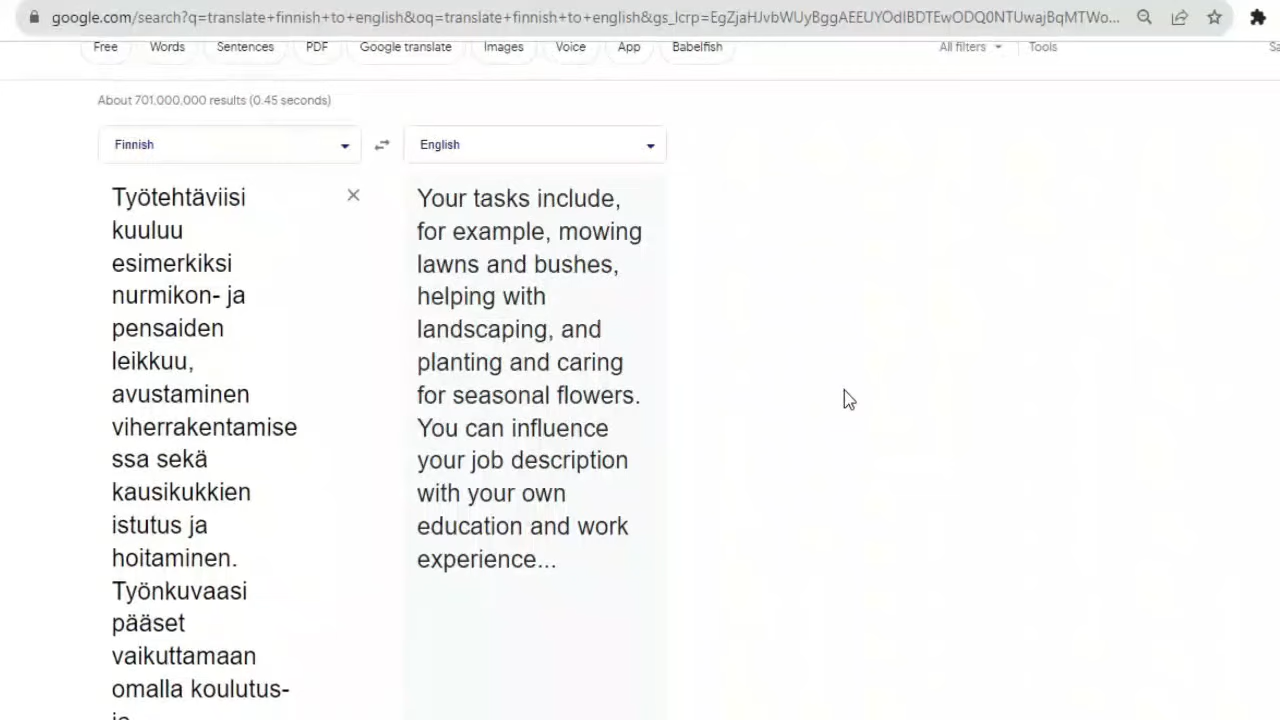 google.com/search?q=translate+finnish+to+english&oq=translate+finnish+to+english&gs_lcrp=EgZjaHJvbWUyBggAEEUYOdIBDTEwODQ0NTUwajBqMTWo...
Free Words Sentences PDF Google translate Images Voice App Babelfish All filters Tools
About 701,000,000 results (0.45 seconds)
Finnish
English
Työtehtäviisi
kuuluu
esimerkiksi
nurmikon- ja
pensaiden
leikkuu,
avustaminen
viherrakentamise
ssa sekä
kausikukkien
istutus ja
hoitaminen.
Työnkuvaasi
pääset
vaikuttamaan
omalla koulutus-
Your tasks include,
for example, mowing
lawns and bushes,
helping with
landscaping, and
planting and caring
for seasonal flowers.
You can influence
your job description
with your own
education and work
experience...